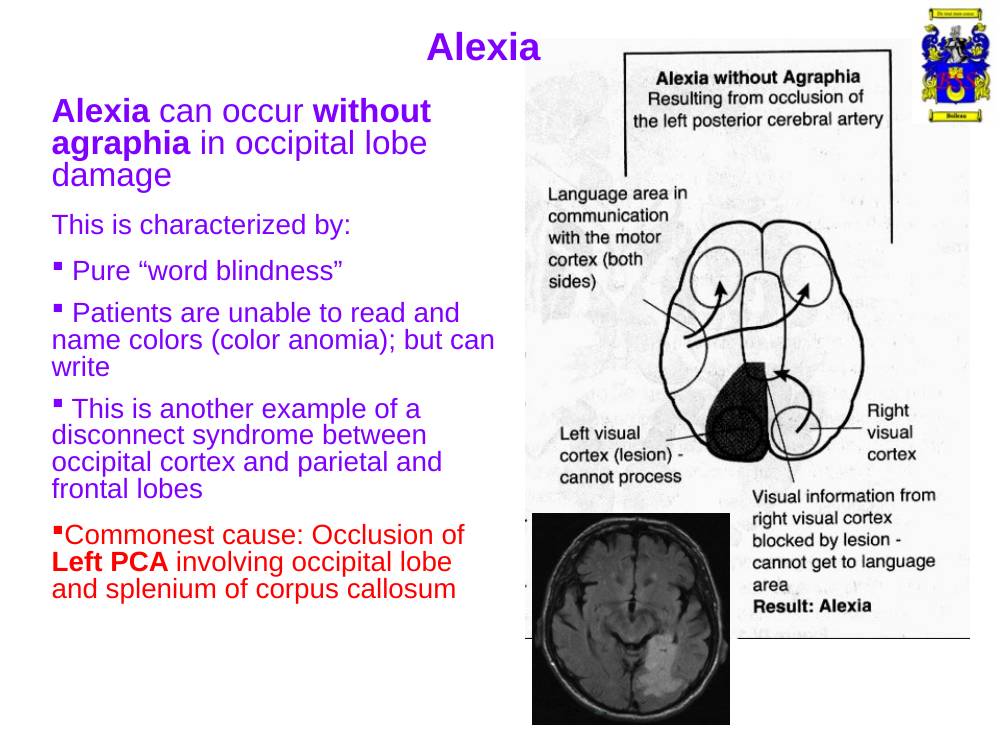 Alexia
Alexia can occur without
agraphia in occipital lobe
damage
This is characterized by:
▪ Pure “word blindness”
▪ Patients are unable to read and
name colors (color anomia); but can
write
▪ This is another example of a
disconnect syndrome between
occipital cortex and parietal and
frontal lobes
▪Commonest cause: Occlusion of
Left PCA involving occipital lobe
and splenium of corpus callosum
Alexia without Agraphia
Resulting from occlusion of
the left posterior cerebral artery
Language area in
communication
with the motor
cortex (both
sides)
Left visual
cortex (lesion) -
cannot process
Right
visual
cortex
Visual information from
right visual cortex
blocked by lesion -
cannot get to language
area
Result: Alexia